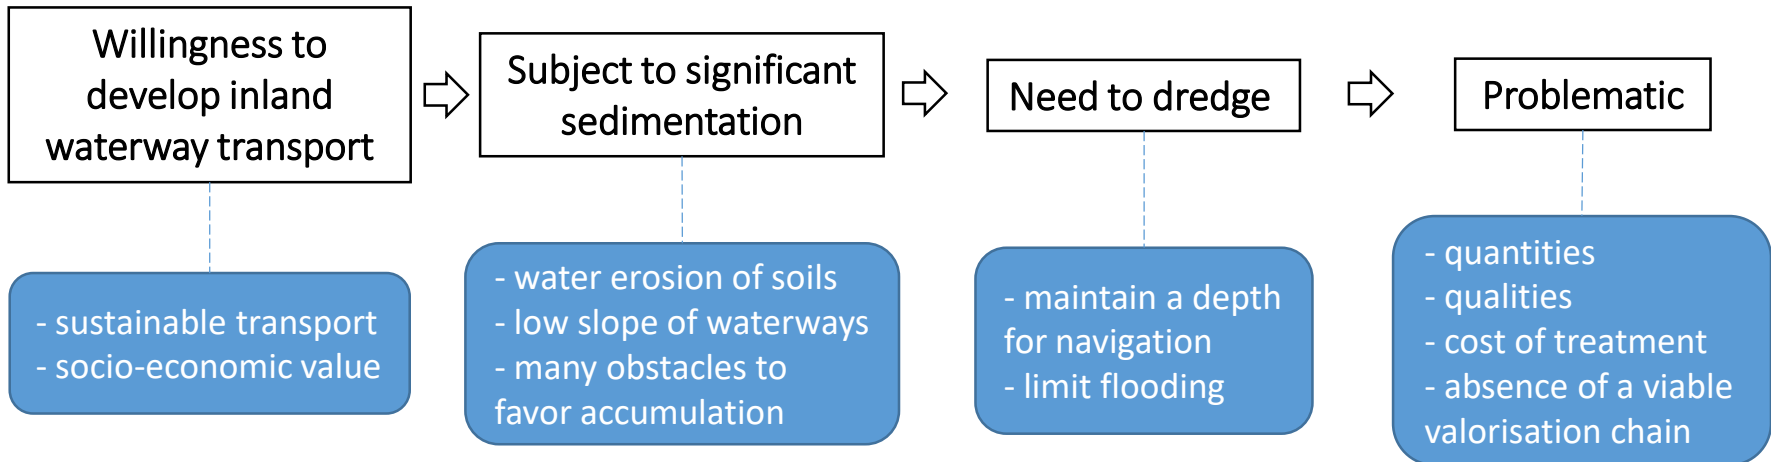 Willingness to
develop inland
waterway transport
Subject to significant
sedimentation
Need to dredge
Problematic
- sustainable transport
- socio-economic value
- water erosion of soils
- low slope of waterways
- many obstacles to
favor accumulation
- maintain a depth
for navigation
- limit flooding
- quantities
- qualities
- cost of treatment
- absence of a viable
valorisation chain